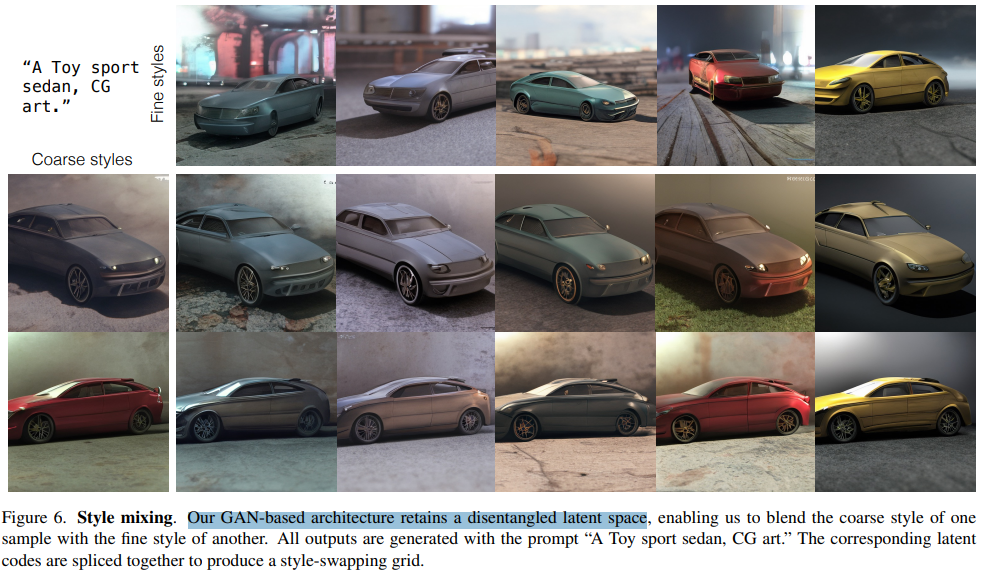 “A Toy sport
sedan, CG
art.”
Fine styles
Coarse styles
Figure 6. Style mixing. Our GAN-based architecture retains a disentangled latent space, enabling us to blend the coarse style of one
sample with the fine style of another. All outputs are generated with the prompt “A Toy sport sedan, CG art.” The corresponding latent
codes are spliced together to produce a style-swapping grid.